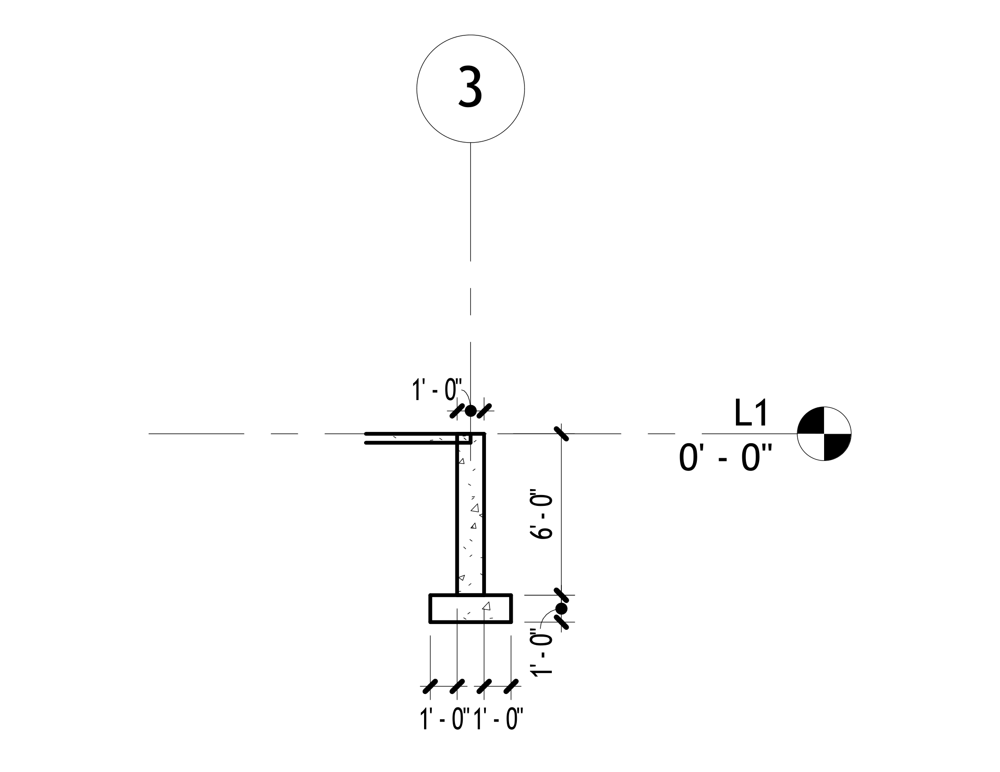 3
1' - 0"
L1
0' - 0"
6' - 0"
1' - 0"
1' - 0" 1' - 0"